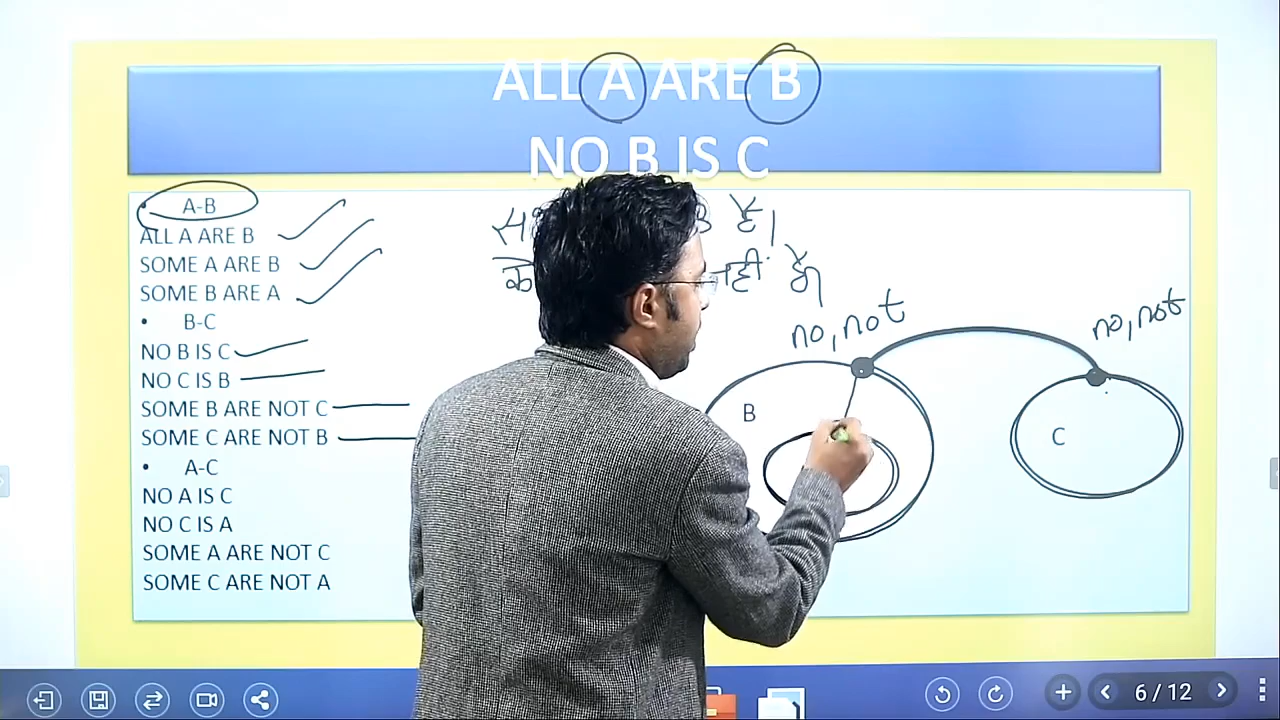 ALL A ARE B
NO B IS C
• A-B
ALL A ARE B
SOME A ARE B
SOME B ARE A
• B-C
NO B IS C
NO C IS B
SOME B ARE NOT C
SOME C ARE NOT B
• A-C
NO A IS C
NO C IS A
SOME A ARE NOT C
SOME C ARE NOT A
B है।
नहीं है।
no, not
no, not
B
C
6 / 12